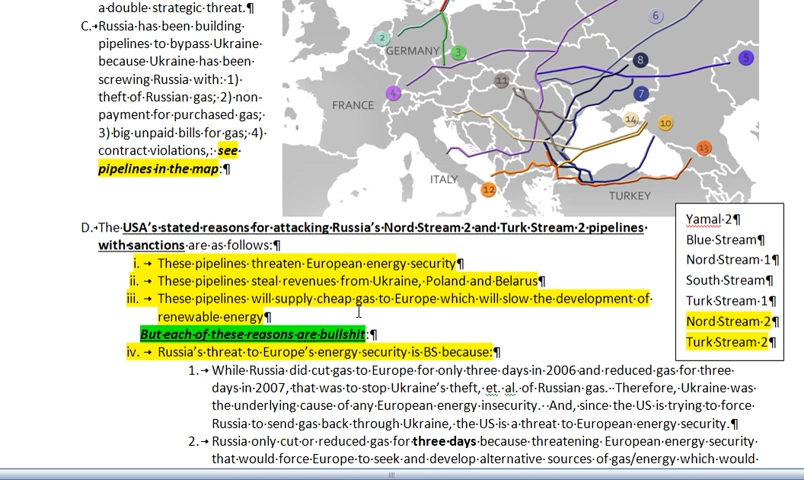 a·double·strategic·threat.¶
C.→Russia·has·been·building·
pipelines·to·bypass·Ukraine·
because·Ukraine·has·been·
screwing·Russia·with:·1)·
theft·of·Russian·gas;·2)·non-
payment·for·purchased·gas;·
3)·big·unpaid·bills·for·gas;·4)·
contract·violations,;·see·
pipelines·in·the·map:¶
2
GERMANY
3
4
FRANCE
11
6
5
8
7
14
10
13
ITALY
12
TURKEY
D.→The·USA's·stated·reasons·for·attacking·Russia's·Nord·Stream·2·and·Turk·Stream·2·pipelines·
with·sanctions·are·as·follows:¶
i.→These·pipelines·threaten·European·energy·security¶
ii.→These·pipelines·steal·revenues·from·Ukraine,·Poland·and·Belarus¶
iii.→These·pipelines·will·supply·cheap·gas·to·Europe·which·will·slow·the·development·of·
renewable·energy¶
But·each·of·these·reasons·are·bullshit:¶
iv.→Russia's·threat·to·Europe's·energy·security·is·BS·because:¶
1.→While·Russia·did·cut·gas·to·Europe·for·only·three·days·in·2006·and·reduced·gas·for·three·
days·in·2007,·that·was·to·stop·Ukraine's·theft,·et.·al.·of·Russian·gas.··Therefore,·Ukraine·was·
the·underlying·cause·of·any·European·energy·insecurity.··And,·since·the·US·is·trying·to·force·
Russia·to·send·gas·back·through·Ukraine,·the·US·is·a·threat·to·European·energy·security.¶
2.→Russia·only·cut·or·reduced·gas·for·three·days·because·threatening·European·energy·security·
that·would·force·Europe·to·seek·and·develop·alternative·sources·of·gas/energy·which·would·
Yamal·2¶
Blue·Stream¶
Nord·Stream·1¶
South·Stream¶
Turk·Stream·1¶
Nord·Stream·2¶
Turk·Stream·2¶